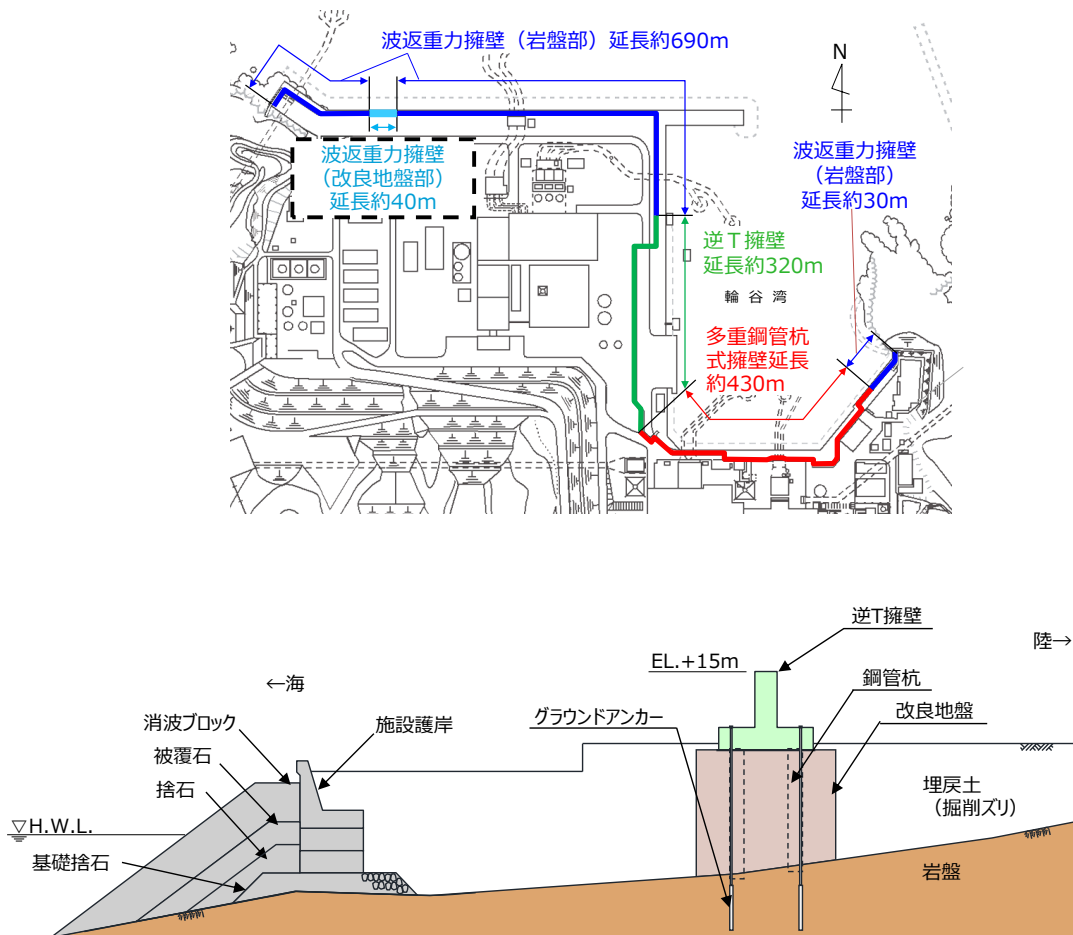 波返重力擁壁（岩盤部）延長約690m
N
波返重力擁壁
（改良地盤部）
延長約40m
波返重力擁壁
（岩盤部）
延長約30m
逆Ｔ擁壁
延長約320m
輪谷湾
多重鋼管杭
式擁壁延長
約430m
逆T擁壁
陸→
EL.+15m
←海
鋼管杭
消波ブロック
施設護岸
グラウンドアンカー
改良地盤
被覆石
捨石
埋戻土
（掘削ズリ）
▽H.W.L.
基礎捨石
岩盤